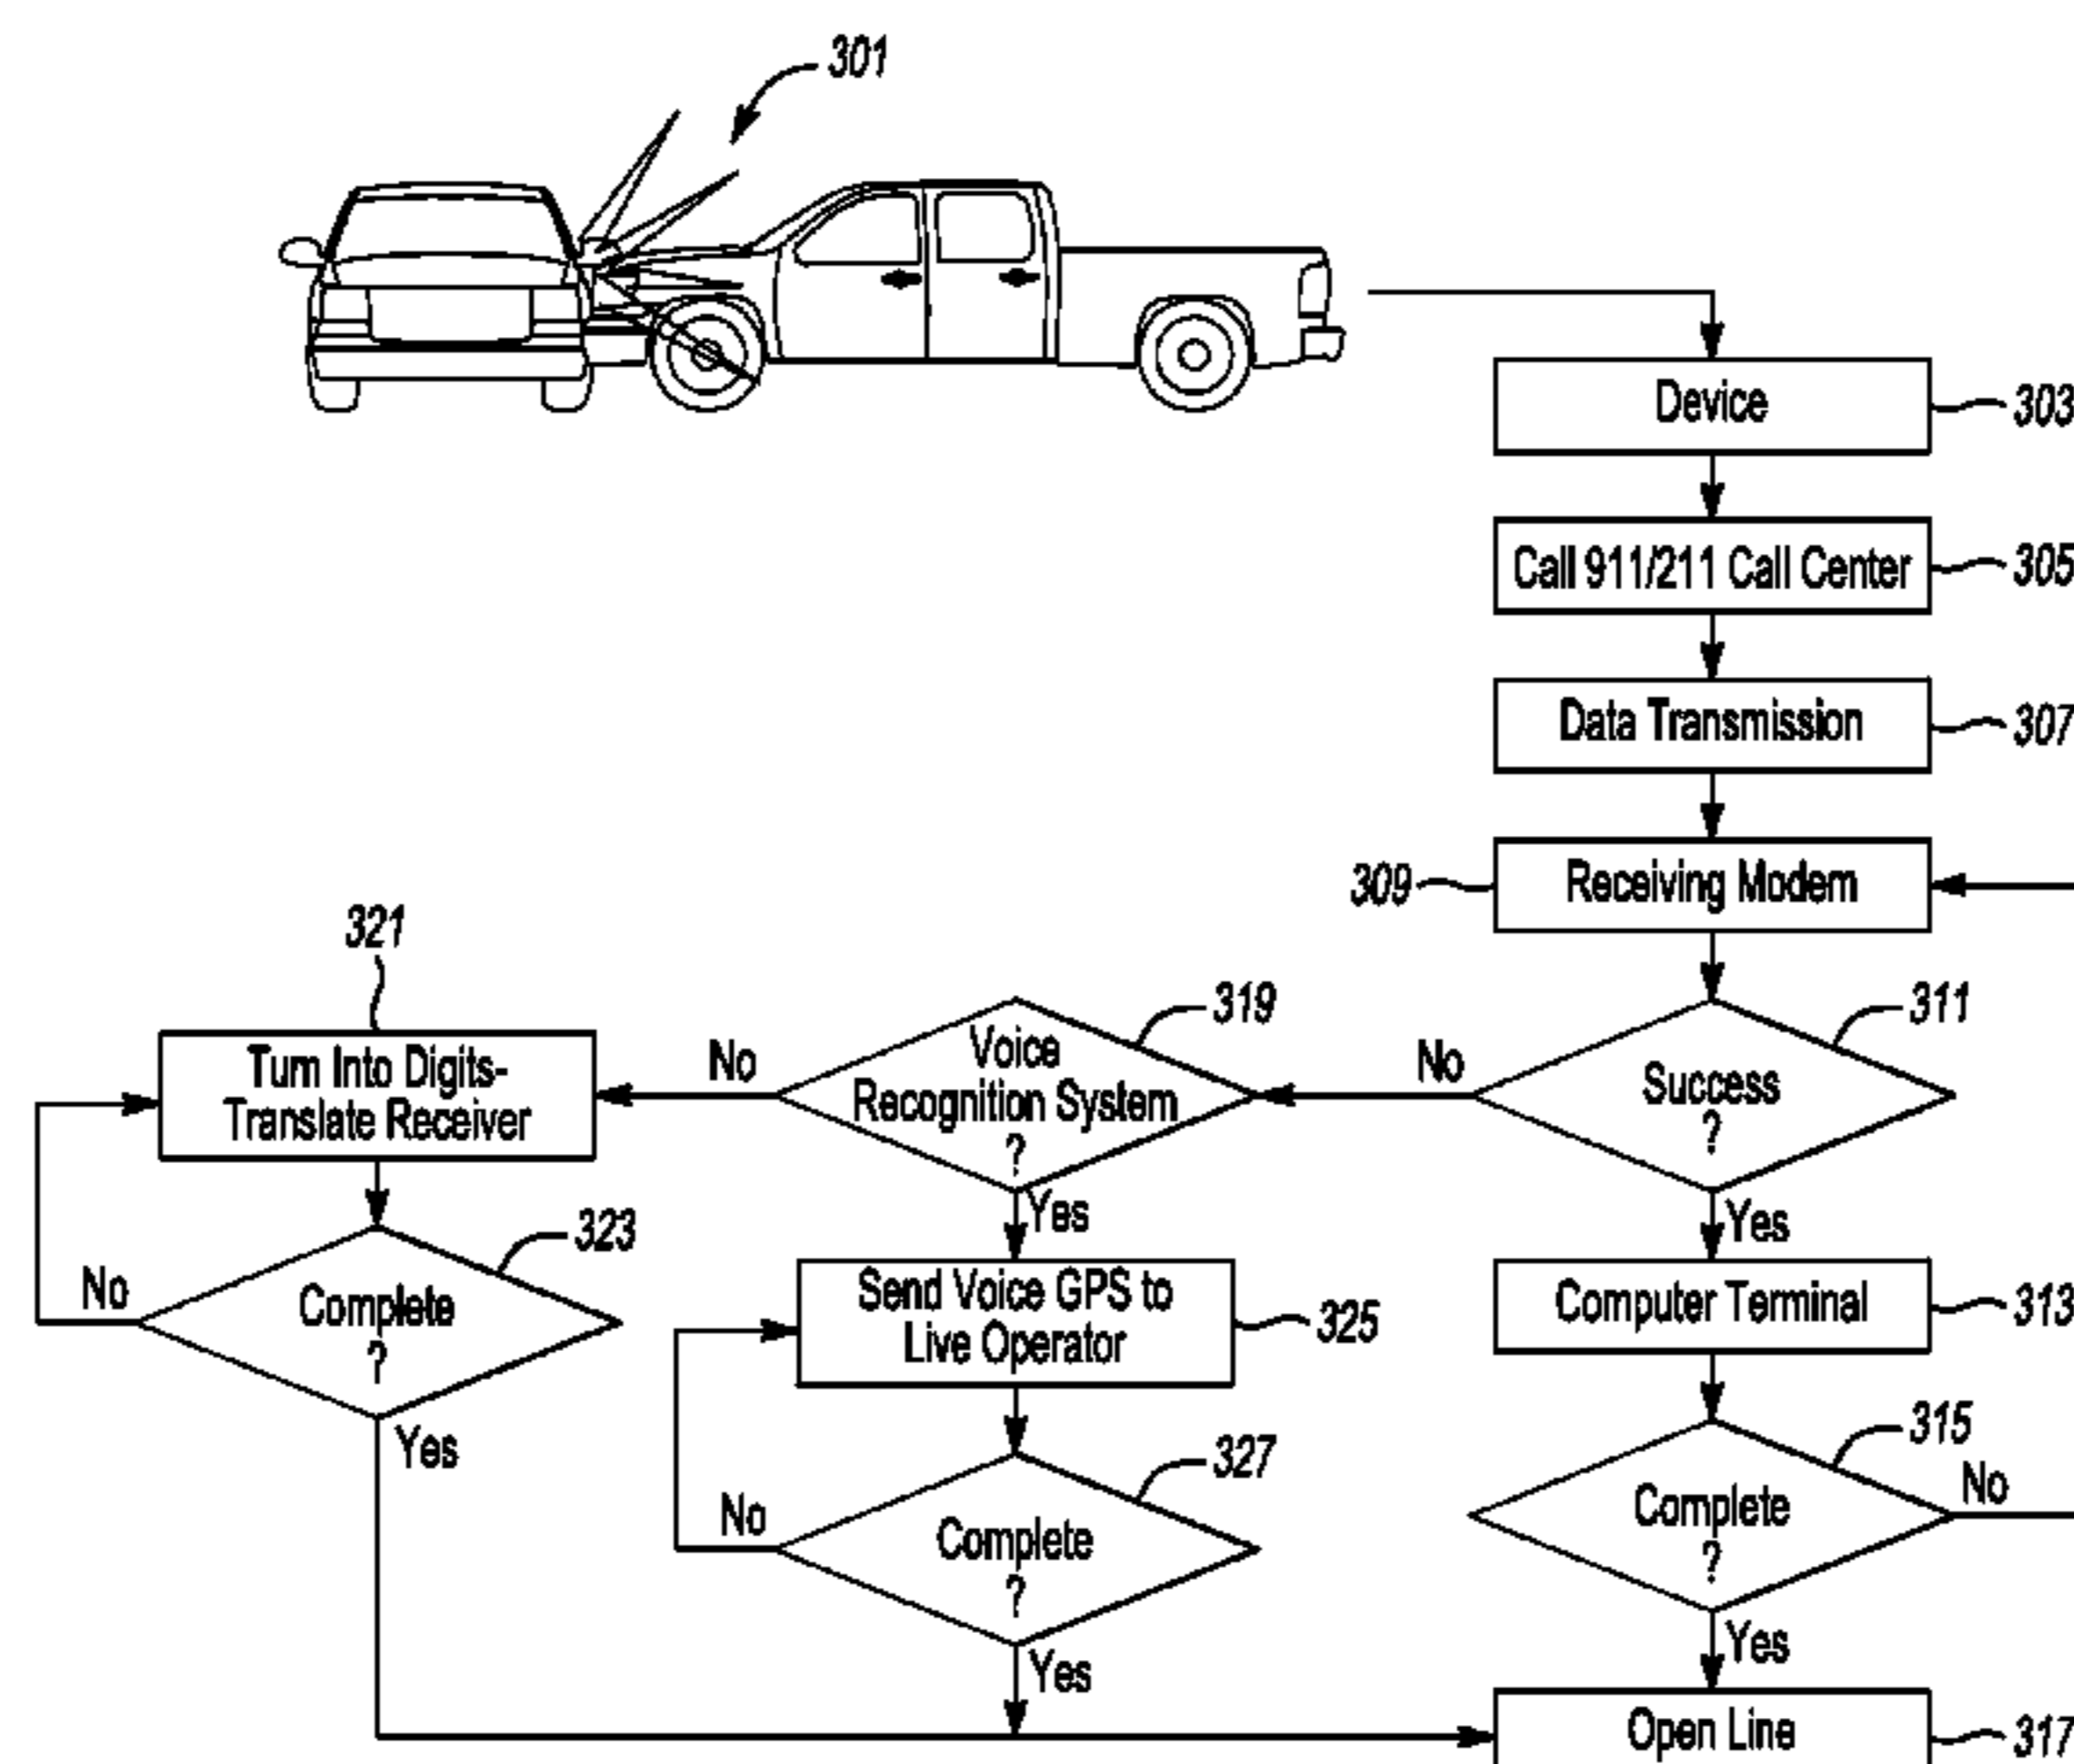 301
Device
303
Call 911/211 Call Center
305
Data Transmission
307
309
Receiving Modem
321
319
311
Turn Into Digits-
Translate Receiver
No
Voice
Recognition System
?
No
Success
?
323
Yes
Yes
No
Complete
?
Send Voice GPS to
Live Operator
325
Computer Terminal
313
Yes
327
315
No
Complete
?
Complete
?
No
Yes
Yes
Open Line
317